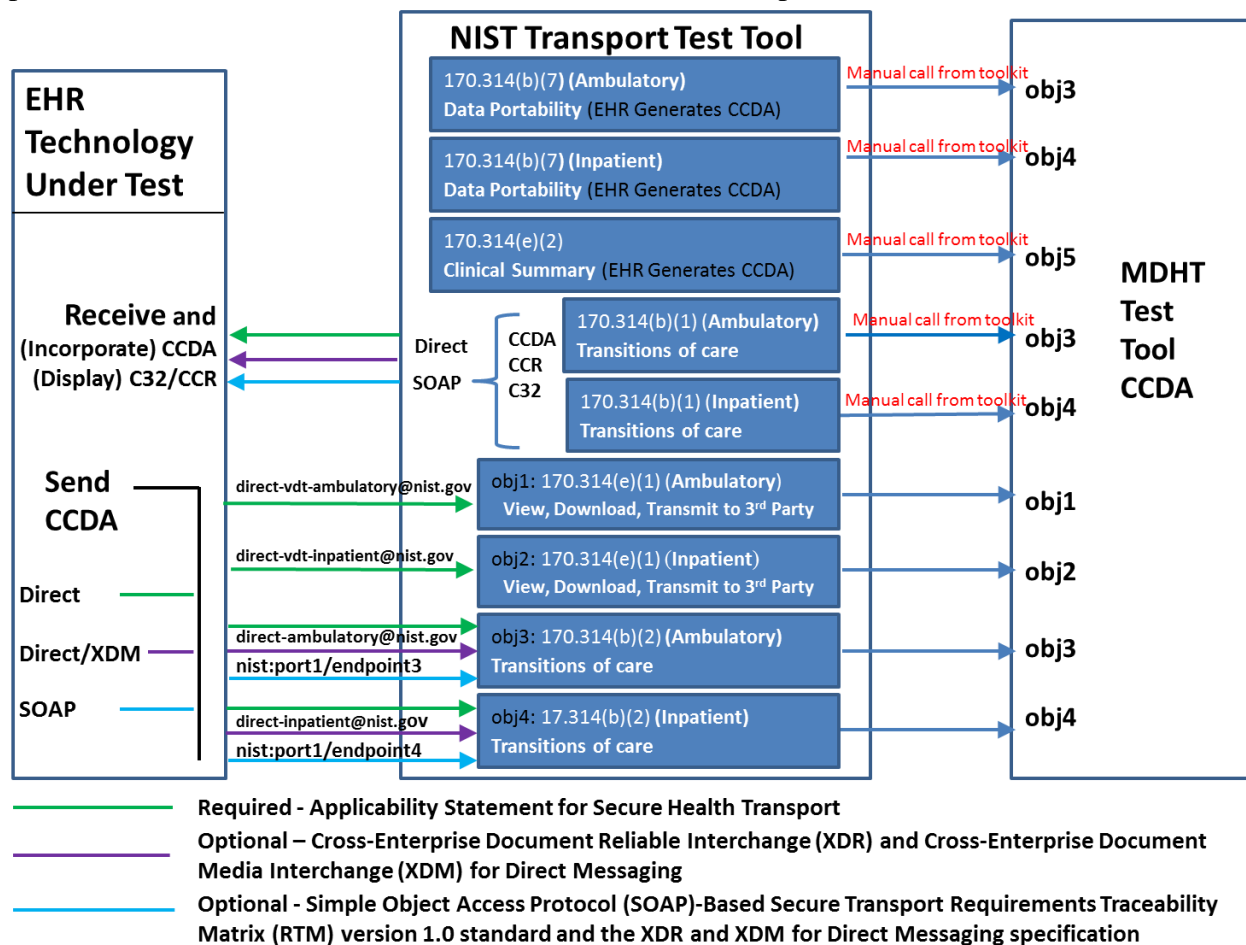 NIST Transport Test Tool
EHR
Technology
Under Test
170.314(b)(7) (Ambulatory)
Data Portability (EHR Generates CCDA)
Manual call from toolkit
obj3
170.314(b)(7) (Inpatient)
Data Portability (EHR Generates CCDA)
Manual call from toolkit
obj4
170.314(e)(2)
Clinical Summary (EHR Generates CCDA)
Manual call from toolkit
obj5
MDHT
Test
Tool
CCDA
Receive and
(Incorporate) CCDA
(Display) C32/CCR
Direct
SOAP
CCDA
CCR
C32
170.314(b)(1) (Ambulatory)
Transitions of care
Manual call from toolkit
obj3
170.314(b)(1) (Inpatient)
Transitions of care
Manual call from toolkit
obj4
Send
CCDA
Direct
Direct/XDM
SOAP
direct-vdt-ambulatory@nist.gov
obj1: 170.314(e)(1) (Ambulatory)
View, Download, Transmit to 3rd Party
obj1
direct-vdt-inpatient@nist.gov
obj2: 170.314(e)(1) (Inpatient)
View, Download, Transmit to 3rd Party
obj2
direct-ambulatory@nist.gov
nist:port1/endpoint3
obj3: 170.314(b)(2) (Ambulatory)
Transitions of care
obj3
direct-inpatient@nist.gov
nist:port1/endpoint4
obj4: 17.314(b)(2) (Inpatient)
Transitions of care
obj4
Required - Applicability Statement for Secure Health Transport
Optional – Cross-Enterprise Document Reliable Interchange (XDR) and Cross-Enterprise Document
Media Interchange (XDM) for Direct Messaging
Optional - Simple Object Access Protocol (SOAP)-Based Secure Transport Requirements Traceability
Matrix (RTM) version 1.0 standard and the XDR and XDM for Direct Messaging specification